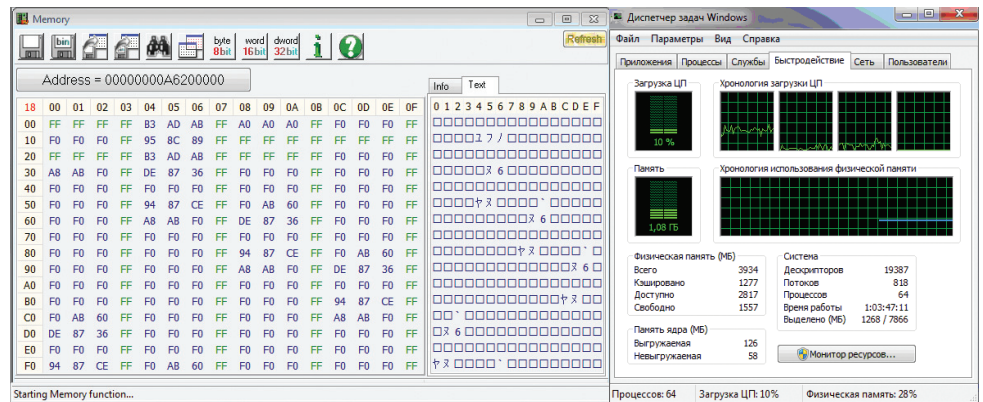 Memory
bin
byte 8bit
word 16bit
dword 32bit
Refresh
Address = 00000000A6200000
Info Text
18 00 01 02 03 04 05 06 07 08 09 0A 0B 0C 0D 0E 0F 0 1 2 3 4 5 6 7 8 9 A B C D E F
00 FF FF FF FF B3 AD AB FF A0 A0 A0 FF F0 F0 F0 FF
10 F0 F0 F0 FF 95 8C 89 FF FF FF FF FF FF FF FF FF
20 FF FF FF FF B3 AD AB FF FF FF FF FF F0 F0 F0 FF
30 A8 AB F0 FF DE 87 36 FF F0 F0 F0 FF F0 F0 F0 FF
40 F0 F0 F0 FF F0 F0 F0 FF F0 F0 F0 FF F0 F0 F0 FF
50 F0 F0 F0 FF 94 87 CE FF F0 AB 60 FF F0 F0 F0 FF
60 F0 F0 F0 FF A8 AB F0 FF DE 87 36 FF F0 F0 F0 FF
70 F0 F0 F0 FF F0 F0 F0 FF F0 F0 F0 FF F0 F0 F0 FF
80 F0 F0 F0 FF F0 F0 F0 FF 94 87 CE FF F0 AB 60 FF
90 F0 F0 F0 FF F0 F0 F0 FF A8 AB F0 FF DE 87 36 FF
A0 F0 F0 F0 FF F0 F0 F0 FF F0 F0 F0 FF F0 F0 F0 FF
B0 F0 F0 F0 FF F0 F0 F0 FF F0 F0 F0 FF 94 87 CE FF
C0 F0 AB 60 FF F0 F0 F0 FF F0 F0 F0 FF A8 AB F0 FF
D0 DE 87 36 FF F0 F0 F0 FF F0 F0 F0 FF F0 F0 F0 FF
E0 F0 F0 F0 FF F0 F0 F0 FF F0 F0 F0 FF F0 F0 F0 FF
F0 94 87 CE FF F0 AB 60 FF F0 F0 F0 FF F0 F0 F0 FF
Starting Memory function...
Диспетчер задач Windows
Файл Параметры Вид Справка
Приложения Процессы Службы Быстродействие Сеть Пользователи
Загрузка ЦП Хронология загрузки ЦП
10 %
Память Хронология использования физической памяти
1,08 ГБ
Физическая память (МБ)
Всего 3934
Кэшировано 1277
Доступно 2817
Свободно 1557
Память ядра (МБ)
Выгружаемая 126
Невыгружаемая 58
Система
Дескрипторов 19387
Потоков 818
Процессов 64
Время работы 1:03:47:11
Выделено (МБ) 1268 / 7866
Монитор ресурсов...
Процессов: 64 Загрузка ЦП: 10% Физическая память: 28%